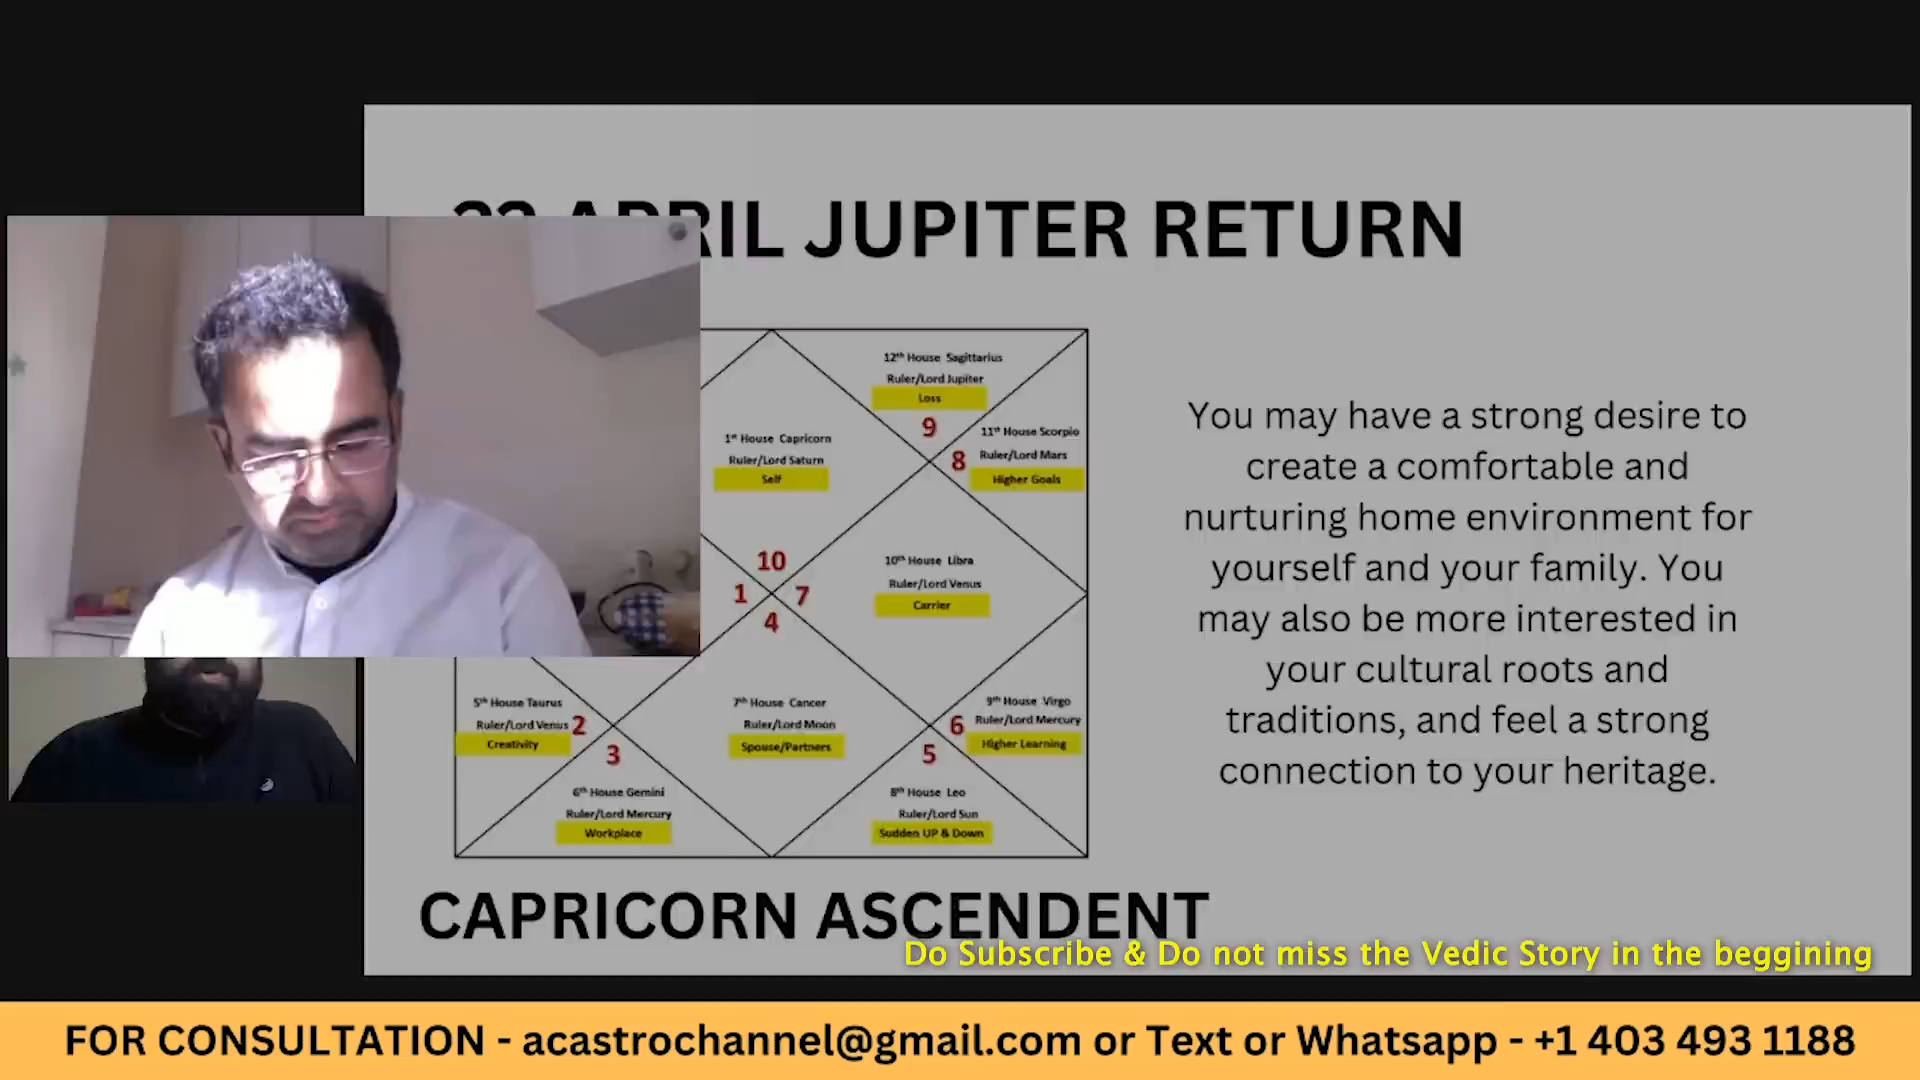 APRIL JUPITER RETURN
12th House Sagittarius
Ruler/Lord Jupiter
Loss
9
11st House Scorpio
8 Ruler/Lord Mars
Higher Goals
1st House Capricorn
Ruler/Lord Saturn
Self
10
1 7
4
10th House Libra
Ruler/Lord Venus
Carrier
5th House Taurus
Ruler/Lord Venus 2
Creativity
3
6th House Gemini
Ruler/Lord Mercury
Workplace
7th House Cancer
Ruler/Lord Moon
Spouse/Partners
9th House Virgo
6 Ruler/Lord Mercury
Higher Learning
5
8th House Leo
Ruler/Lord Sun
Sudden UP & Down
You may have a strong desire to
create a comfortable and
nurturing home environment for
yourself and your family. You
may also be more interested in
your cultural roots and
traditions, and feel a strong
connection to your heritage.
CAPRICORN ASCENDENT
Do Subscribe & Do not miss the Vedic Story in the beggining
FOR CONSULTATION - acastrochannel@gmail.com or Text or Whatsapp - +1 403 493 1188